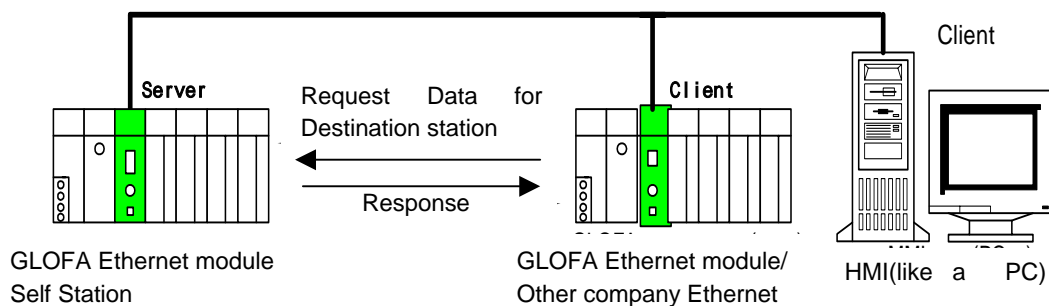 Client
Server
Client
Request Data for
Destination station
Response
GLOFA Ethernet module
Self Station
GLOFA Ethernet module/
Other company Ethernet
HMI(like a PC)